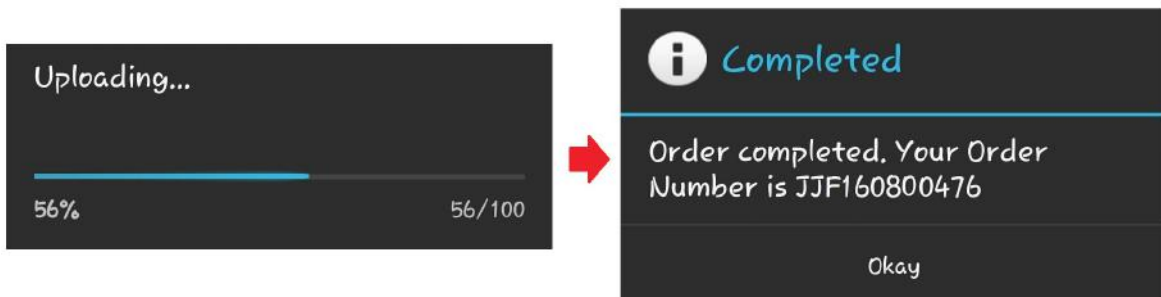 Uploading...
56%
56/100
Completed
Order completed. Your Order
Number is JJF160800476
Okay